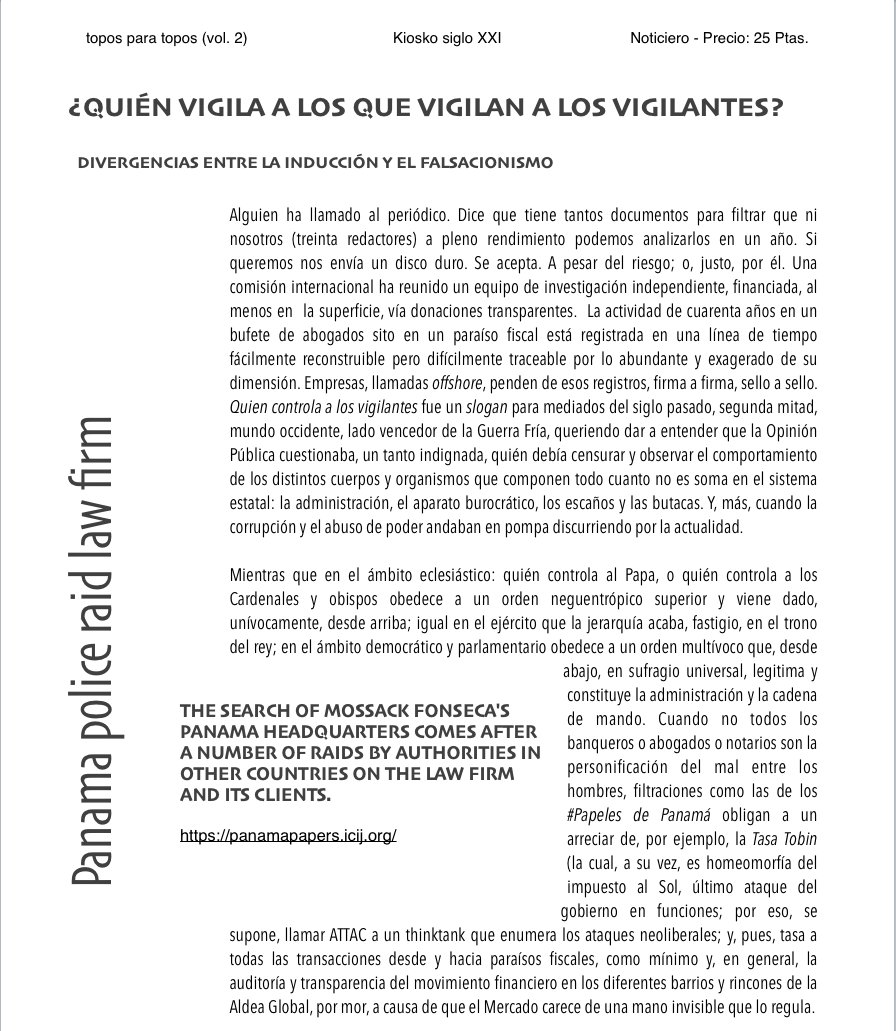 topos para topos (vol. 2) Kiosko siglo XXI Noticiero - Precio: 25 Ptas.
¿QUIÉN VIGILA A LOS QUE VIGILAN A LOS VIGILANTES?
DIVERGENCIAS ENTRE LA INDUCCIÓN Y EL FALSACIONISMO
Alguien ha llamado al periódico. Dice que tiene tantos documentos para filtrar que ni
nosotros (treinta redactores) a pleno rendimiento podemos analizarlos en un año. Si
queremos nos envía un disco duro. Se acepta. A pesar del riesgo; o, justo, por él. Una
comisión internacional ha reunido un equipo de investigación independiente, financiada, al
menos en la superficie, vía donaciones transparentes. La actividad de cuarenta años en un
bufete de abogados sito en un paraíso fiscal está registrada en una línea de tiempo
fácilmente reconstruible pero difícilmente traceable por lo abundante y exagerado de su
dimensión. Empresas, llamadas offshore, penden de esos registros, firma a firma, sello a sello.
Quien controla a los vigilantes fue un slogan para mediados del siglo pasado, segunda mitad,
mundo occidente, lado vencedor de la Guerra Fría, queriendo dar a entender que la Opinión
Pública cuestionaba, un tanto indignada, quién debía censurar y observar el comportamiento
de los distintos cuerpos y organismos que componen todo cuanto no es soma en el sistema
estatal: la administración, el aparato burocrático, los escaños y las butacas. Y, más, cuando la
corrupción y el abuso de poder andaban en pompa discurriendo por la actualidad.
Mientras que en el ámbito eclesiástico: quién controla al Papa, o quién controla a los
Cardenales y obispos obedece a un orden neguentrópico superior y viene dado,
unívocamente, desde arriba; igual en el ejército que la jerarquía acaba, fastigio, en el trono
del rey; en el ámbito democrático y parlamentario obedece a un orden multívoco que, desde
abajo, en sufragio universal, legitima y
constituye la administración y la cadena
de mando. Cuando no todos los
banqueros o abogados o notarios son la
personificación del mal entre los
hombres, filtraciones como las de los
#Papeles de Panamá obligan a un
arreciar de, por ejemplo, la Tasa Tobin
(la cual, a su vez, es homeomorfía del
impuesto al Sol, último ataque del
gobierno en funciones; por eso, se
supone, llamar ATTAC a un thinktank que enumera los ataques neoliberales; y, pues, tasa a
todas las transacciones desde y hacia paraísos fiscales, como mínimo y, en general, la
auditoría y transparencia del movimiento financiero en los diferentes barrios y rincones de la
Aldea Global, por mor, a causa de que el Mercado carece de una mano invisible que lo regula.
Panama police raid law firm
THE SEARCH OF MOSSACK FONSECA'S
PANAMA HEADQUARTERS COMES AFTER
A NUMBER OF RAIDS BY AUTHORITIES IN
OTHER COUNTRIES ON THE LAW FIRM
AND ITS CLIENTS.
https://panamapapers.icij.org/